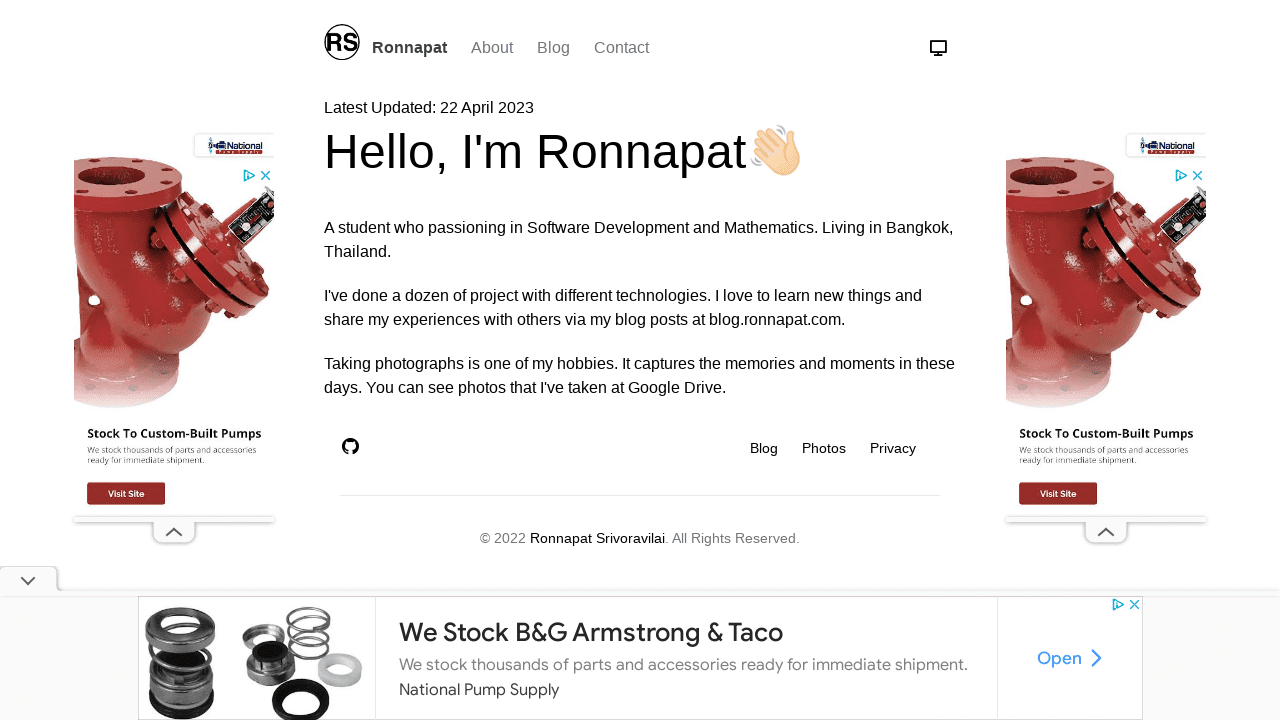 RS Ronnapat About Blog Contact
Latest Updated: 22 April 2023
Hello, I'm Ronnapat
A student who passioning in Software Development and Mathematics. Living in Bangkok,
Thailand.
I've done a dozen of project with different technologies. I love to learn new things and
share my experiences with others via my blog posts at blog.ronnapat.com.
Taking photographs is one of my hobbies. It captures the memories and moments in these
days. You can see photos that I've taken at Google Drive.
Blog Photos Privacy
© 2022 Ronnapat Srivoravilai. All Rights Reserved.
National
Pump Supply
Stock To Custom-Built Pumps
We stock thousands of parts and accessories
ready for immediate shipment.
Visit Site
National
Pump Supply
Stock To Custom-Built Pumps
We stock thousands of parts and accessories
ready for immediate shipment.
Visit Site
We Stock B&G Armstrong & Taco
We stock thousands of parts and accessories ready for immediate shipment.
National Pump Supply
Open